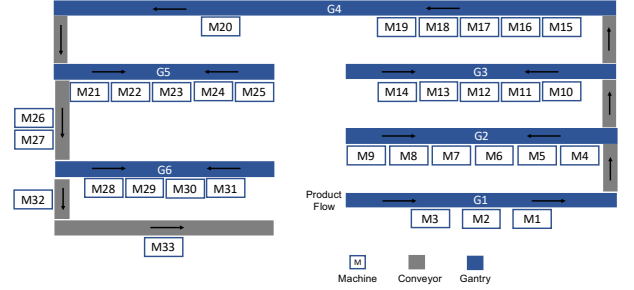 G4
M20 M19 M18 M17 M16 M15
G5 G3
M21 M22 M23 M24 M25 M14 M13 M12 M11 M10
M26
M27
G2
M9 M8 M7 M6 M5 M4
G6
M28 M29 M30 M31
M32
Product
Flow
G1
M3 M2 M1
M33
M
Machine Conveyor Gantry